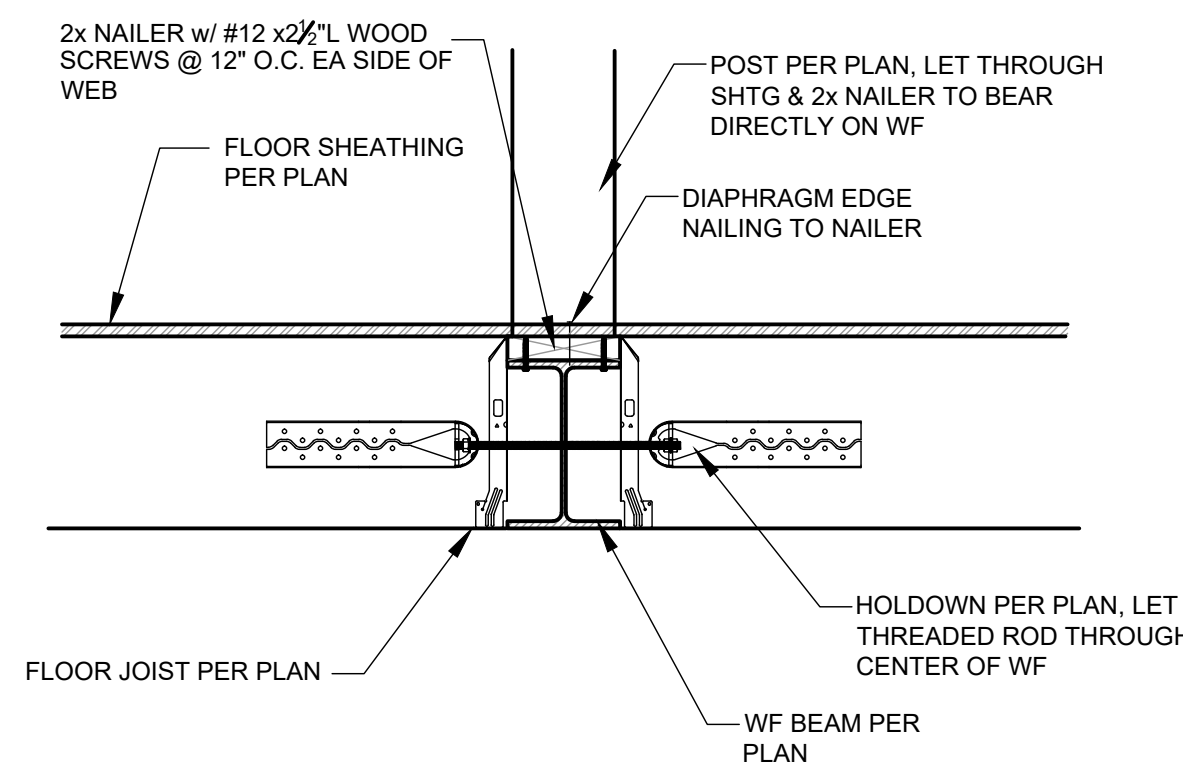 2x NAILER w/ #12 x2½"L WOOD
SCREWS @ 12" O.C. EA SIDE OF
WEB
POST PER PLAN, LET THROUGH
SHTG & 2x NAILER TO BEAR
DIRECTLY ON WF
FLOOR SHEATHING
PER PLAN
DIAPHRAGM EDGE
NAILING TO NAILER
HOLDOWN PER PLAN, LET
THREADED ROD THROUGH
CENTER OF WF
FLOOR JOIST PER PLAN
WF BEAM PER
PLAN